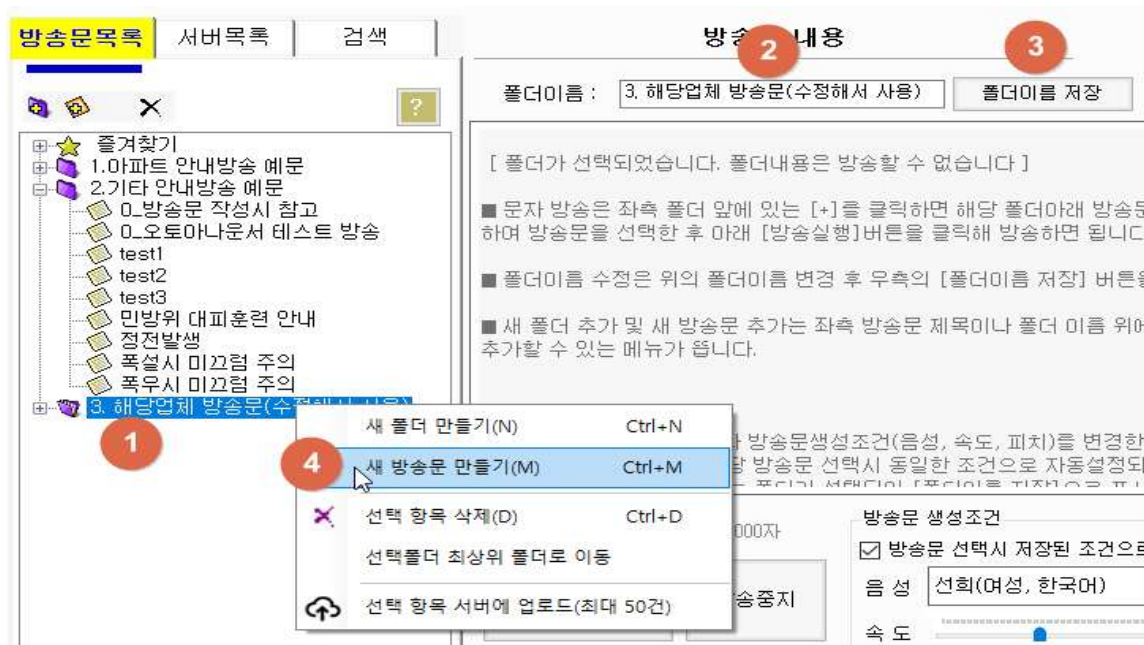 방송문목록
서버목록
검색
?
즐겨찾기
1.아파트 안내방송 예문
2.기타 안내방송 예문
0_방송문 작성시 참고
0_오토아나운서 테스트 방송
test1
test2
test3
민방위 대피훈련 안내
정전발생
폭설시 미끄럼 주의
폭우시 미끄럼 주의
3. 해당업체 방송문(수정해서 사용)
1
방송 내용
2
3
폴더이름 :
3. 해당업체 방송문(수정해서 사용)
폴더이름 저장
[ 폴더가 선택되었습니다. 폴더내용은 방송할 수 없습니다 ]
■ 문자 방송은 좌측 폴더 앞에 있는 [+]를 클릭하면 해당 폴더아래 방송문
하여 방송문을 선택한 후 아래 [방송실행]버튼을 클릭해 방송하면 됩니다
■ 폴더이름 수정은 위의 폴더이름 변경 후 우측의 [폴더이름 저장] 버튼을
■ 새 폴더 추가 및 새 방송문 추가는 좌측 방송문 제목이나 폴더 이름 위에
추가할 수 있는 메뉴가 뜹니다.
방송문생성조건(음성, 속도, 피치)를 변경한
방송문 선택시 동일한 조건으로 자동설정되
4
새 폴더 만들기(N) Ctrl+N
새 방송문 만들기(M) Ctrl+M
선택 항목 삭제(D) Ctrl+D
선택폴더 최상위 폴더로 이동
선택 항목 서버에 업로드(최대 50건)
000자
송중지
방송문 생성조건
방송문 선택시 저장된 조건으로
음 성
선희(여성, 한국어)
속 도